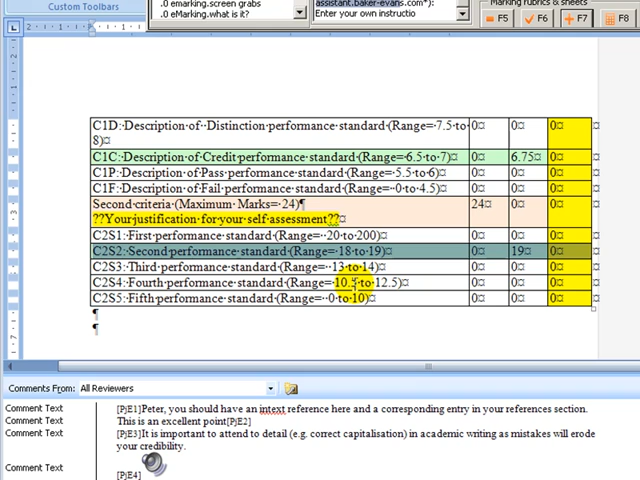 Custom Toolbars
.0 emarking.screen grabs
.0 eMarking.what is it?
assistant.baker-evans.com*):
Enter your own instructio
Marking rubrics & sheets
F5
F6
F7
F8
C1D: Description of Distinction performance standard (Range= 7.5 to 8)¤ 0¤ 0¤ ¤
C1C: Description of Credit performance standard (Range= 6.5 to 7)¤ 0¤ 6.75¤ ¤
C1P: Description of Pass performance standard (Range= 5.5 to 6)¤ 0¤ 0¤ ¤
C1F: Description of Fail performance standard (Range= 0 to 4.5)¤ 0¤ 0¤ ¤
Second criteria (Maximum Marks= 24)¶ 24¤ 0¤ ¤
??Your justification for your self assessment??¤
C2S1: First performance standard (Range= 20 to 200)¤ 0¤ 0¤ ¤
C2S2: Second performance standard (Range= 18 to 19)¤ 0¤ 19¤ ¤
C2S3: Third performance standard (Range= 13 to 14)¤ 0¤ 0¤ ¤
C2S4: Fourth performance standard (Range= 10.5 to 12.5)¤ 0¤ 0¤ ¤
C2S5: Fifth performance standard (Range= 0 to 10)¤ 0¤ 0¤ ¤
¶
¶
Comments From: All Reviewers
Comment Text [PjE1]Peter, you should have an intext reference here and a corresponding entry in your references section.
Comment Text This is an excellent point[PjE2]
Comment Text [PjE3]It is important to attend to detail (e.g. correct capitalisation) in academic writing as mistakes will erode
your credibility.
Comment Text
[PjE4]